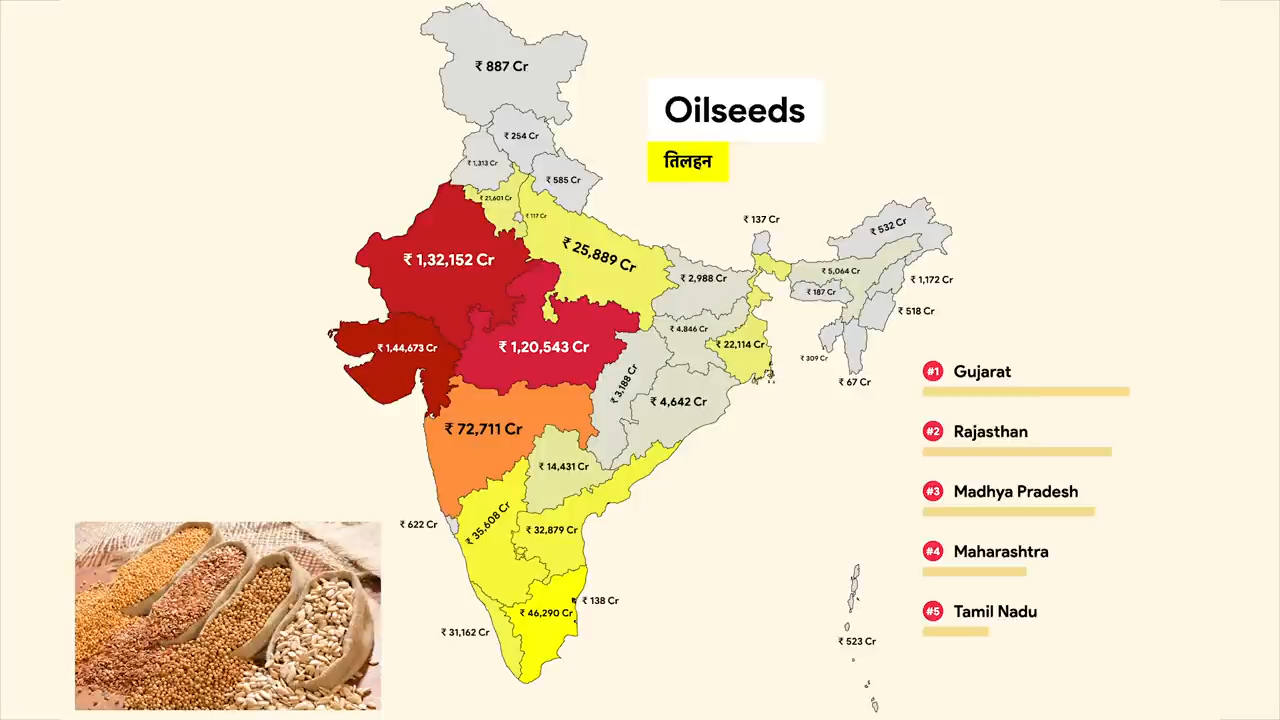 ₹ 887 Cr
Oilseeds
तिलहन
₹ 254 Cr
₹ 1,313 Cr
₹ 585 Cr
₹ 21,601 Cr
₹ 117 Cr
₹ 137 Cr
₹ 532 Cr
₹ 1,32,152 Cr
₹ 25,889 Cr
₹ 2,988 Cr
₹ 5,064 Cr
₹ 1,172 Cr
₹ 187 Cr
₹ 518 Cr
₹ 1,44,673 Cr
₹ 1,20,543 Cr
₹ 4,846 Cr
₹ 22,114 Cr
₹ 309 Cr
₹ 67 Cr
₹ 3,188 Cr
₹ 4,642 Cr
₹ 72,711 Cr
₹ 14,431 Cr
₹ 622 Cr
₹ 35,608 Cr
₹ 32,879 Cr
₹ 138 Cr
₹ 46,290 Cr
₹ 31,162 Cr
₹ 523 Cr
#1 Gujarat
#2 Rajasthan
#3 Madhya Pradesh
#4 Maharashtra
#5 Tamil Nadu